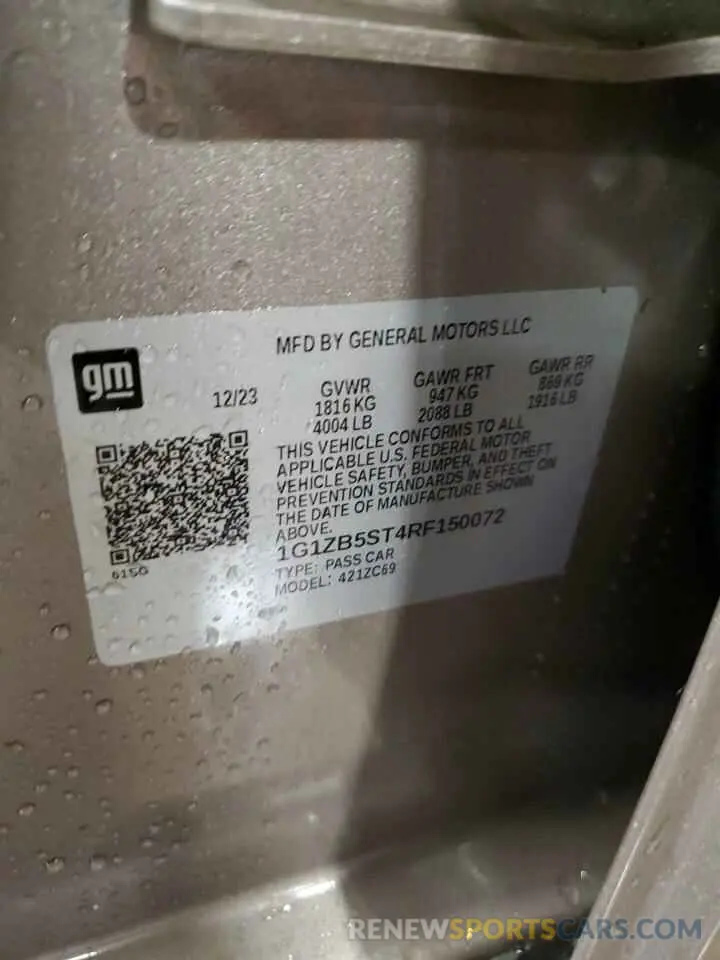 MFD BY GENERAL MOTORS LLC
gm
12/23
GVWR GAWR FRT GAWR RR
1816 KG 947 KG 869 KG
4004 LB 2088 LB 1916 LB
THIS VEHICLE CONFORMS TO ALL
APPLICABLE U.S. FEDERAL MOTOR
VEHICLE SAFETY, BUMPER, AND THEFT
PREVENTION STANDARDS IN EFFECT ON
THE DATE OF MANUFACTURE SHOWN
ABOVE.
1G1ZB5ST4RF150072
TYPE: PASS CAR
MODEL: 421ZC69
6150
RENEWSPORTSCARS.COM